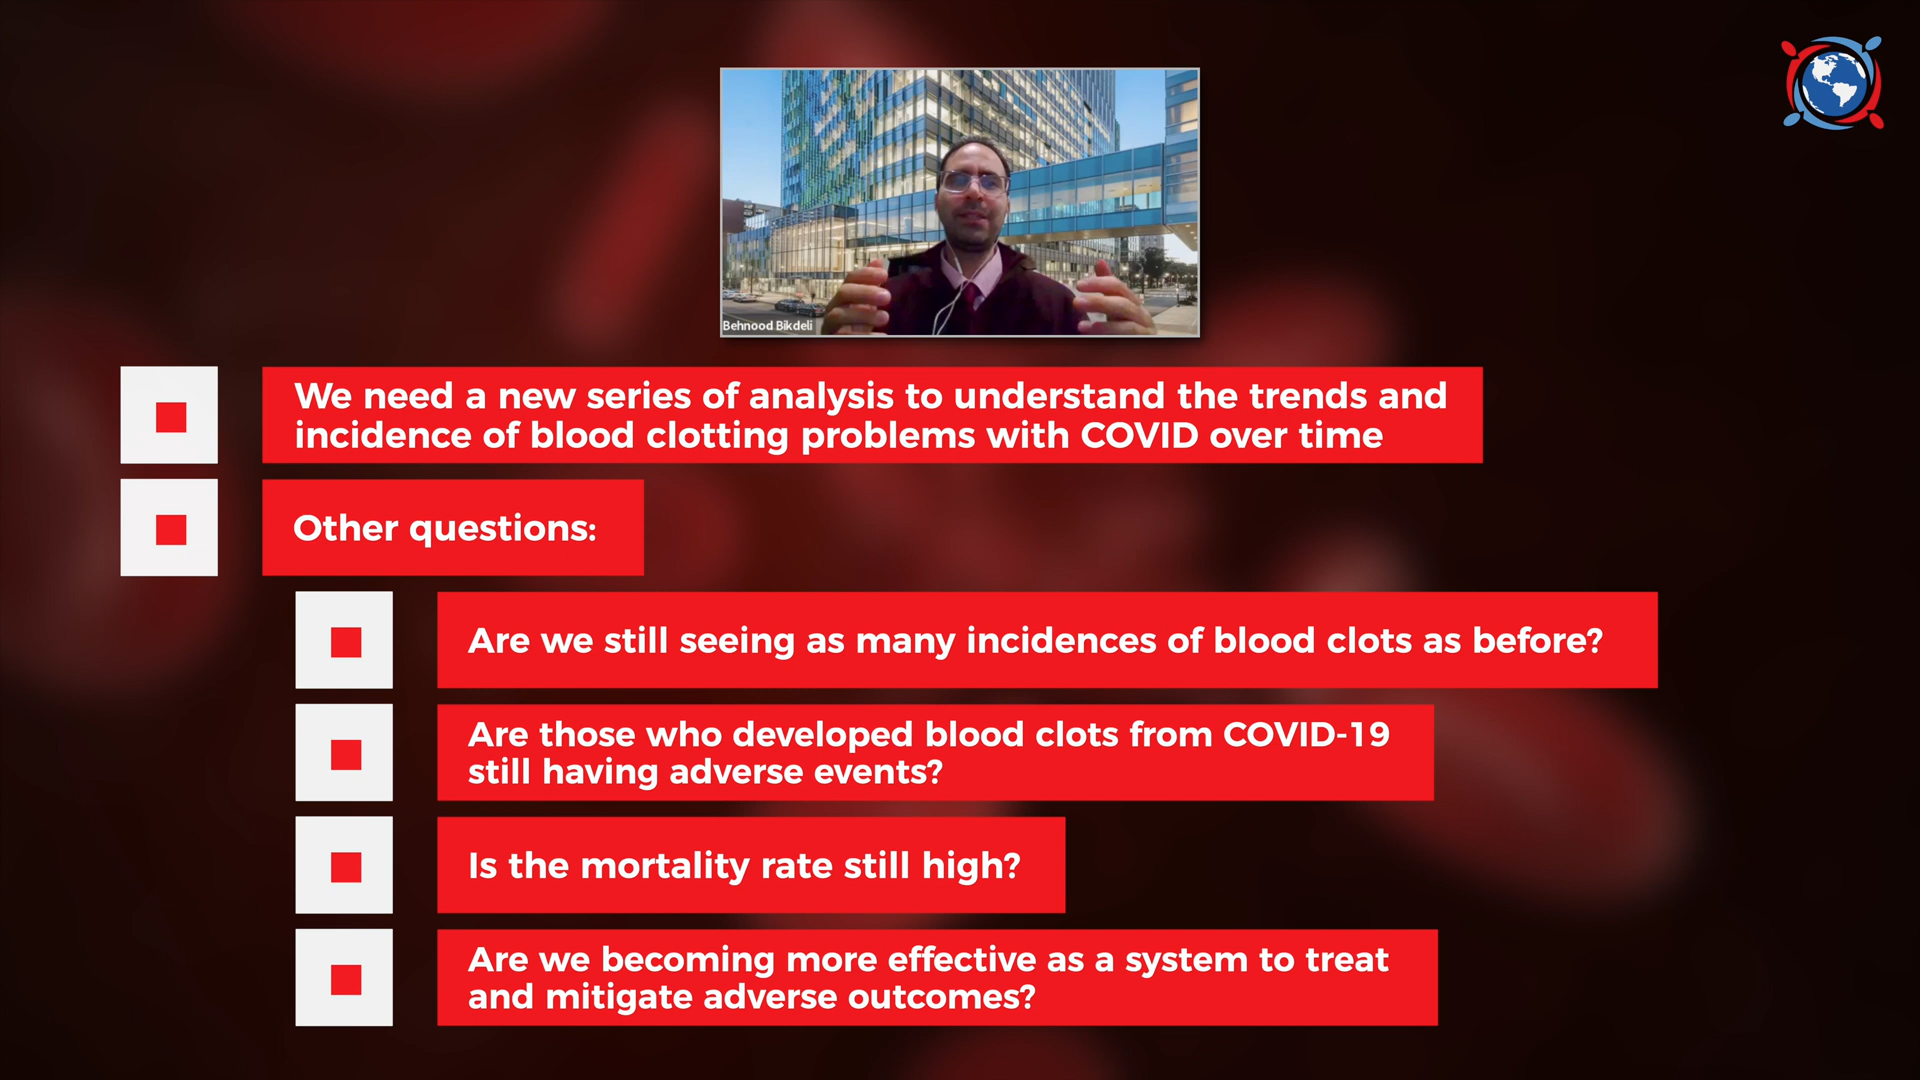 Behnood Bikdeli
We need a new series of analysis to understand the trends and
incidence of blood clotting problems with COVID over time
Other questions:
Are we still seeing as many incidences of blood clots as before?
Are those who developed blood clots from COVID-19
still having adverse events?
Is the mortality rate still high?
Are we becoming more effective as a system to treat
and mitigate adverse outcomes?